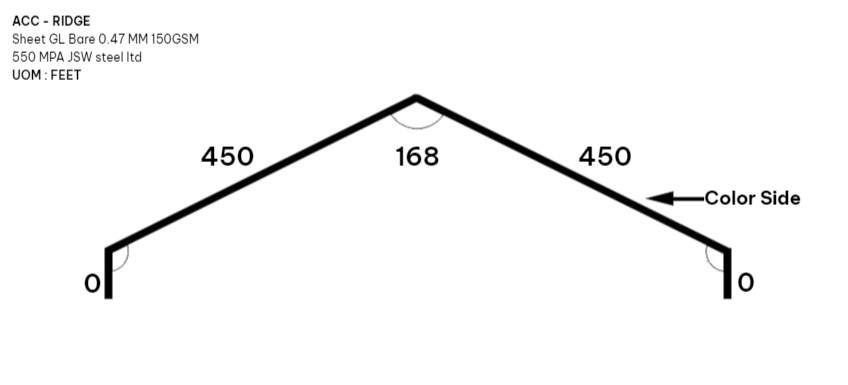 ACC - RIDGE
Sheet GL Bare 0.47 MM 150GSM
550 MPA JSW steel ltd
UOM : FEET
450
168
450
Color Side
0
0